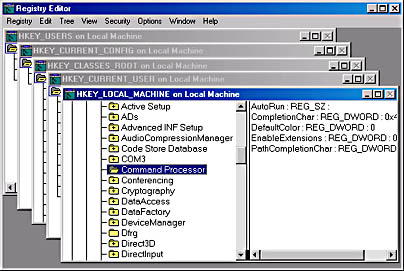 Registry Editor
Registry Edit Tree View Security Options Window Help
HKEY_USERS on Local Machine
HKEY_CURRENT_CONFIG on Local Machine
HKEY_CLASSES_ROOT on Local Machine
HKEY_CURRENT_USER on Local Machine
HKEY_LOCAL_MACHINE on Local Machine
Active Setup
ADs
Advanced INF Setup
AudioCompressionManager
Code Store Database
COM3
Command Processor
Conferencing
Cryptography
DataAccess
DataFactory
DeviceManager
Dfrg
Direct3D
DirectInput
AutoRun : REG_SZ :
CompletionChar : REG_DWORD : 0x4
DefaultColor : REG_DWORD : 0
EnableExtensions : REG_DWORD
PathCompletionChar : REG_DWORD